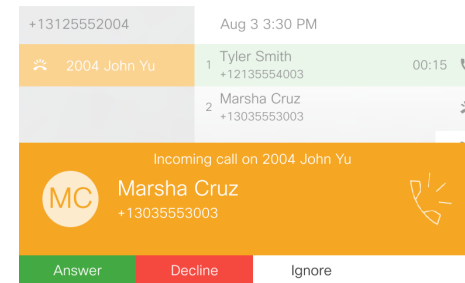 +13125552004 Aug 3 3:30 PM
2004 John Yu
1 Tyler Smith 00:15
+12135554003
2 Marsha Cruz
+13035553003
Incoming call on 2004 John Yu
MC Marsha Cruz
+13035553003
Answer Decline Ignore